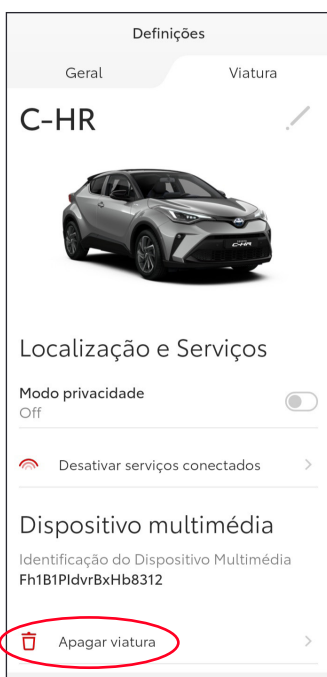 Definições
Geral
Viatura
C-HR
C-HR
Localização e Serviços
Modo privacidade
Off
Desativar serviços conectados
Dispositivo multimédia
Identificação do Dispositivo Multimédia
Fh1B1PIdvrBxHb8312
Apagar viatura